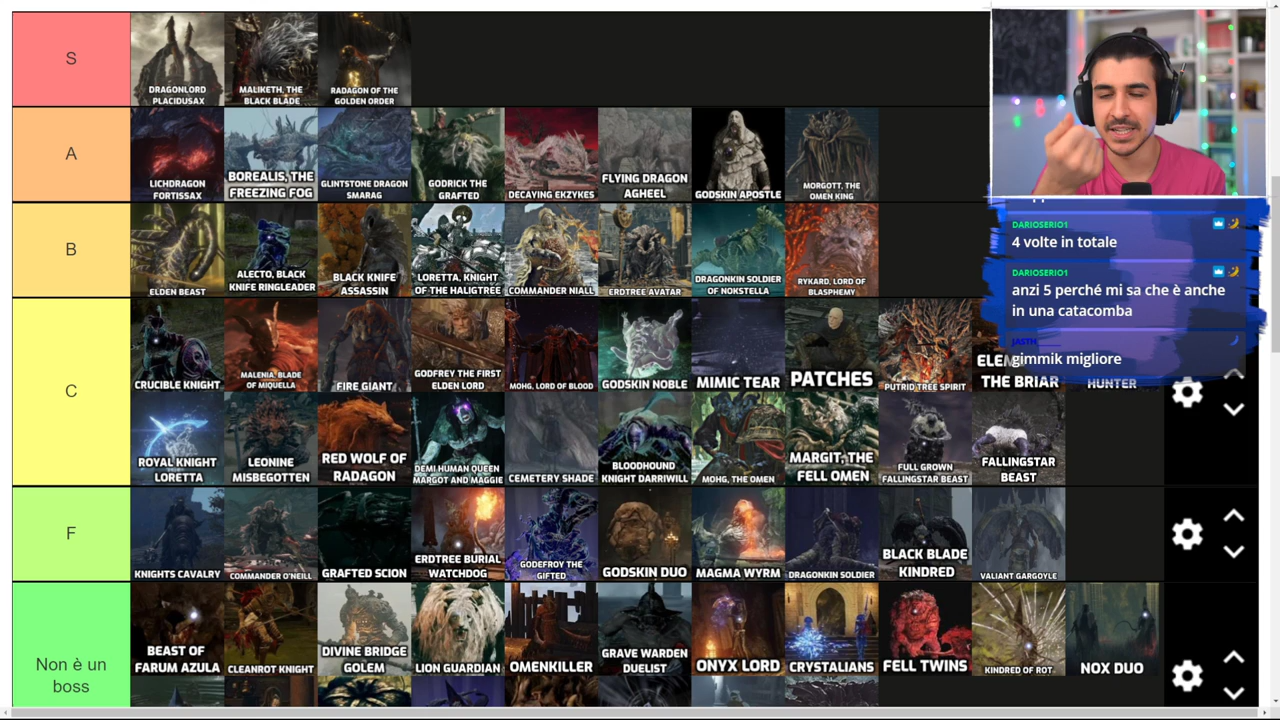 S
DRAGONLORD
PLACIDUSAX
MALIKETH, THE
BLACK BLADE
RADAGON OF THE
GOLDEN ORDER
A
LICHDRAGON
FORTISSAX
BOREALIS, THE
FREEZING FOG
GLINTSTONE DRAGON
SMARAG
GODRICK THE
GRAFTED
DECAYING EKZYKES
FLYING DRAGON
AGHEEL
GODSKIN APOSTLE
MORGOTT, THE
OMEN KING
DARIOSERIO1
4 volte in totale
DARIOSERIO1
anzi 5 perché mi sa che è anche
in una catacomba
JASTH
gimmik migliore
B
ELDEN BEAST
ALECTO, BLACK
KNIFE RINGLEADER
BLACK KNIFE
ASSASSIN
LORETTA, KNIGHT
OF THE HALIGTREE
COMMANDER NIALL
ERDTREE AVATAR
DRAGONKIN SOLDIER
OF NOKSTELLA
RYKARD, LORD OF
BLASPHEMY
C
CRUCIBLE KNIGHT
MALENIA, BLADE
OF MIQUELLA
FIRE GIANT
GODFREY THE FIRST
ELDEN LORD
MOHG, LORD OF BLOOD
GODSKIN NOBLE
MIMIC TEAR
PATCHES
PUTRID TREE SPIRIT
ELEM
THE BRIAR
HUNTER
ROYAL KNIGHT
LORETTA
LEONINE
MISBEGOTTEN
RED WOLF OF
RADAGON
DEMI HUMAN QUEEN
MARGOT AND MAGGIE
CEMETERY SHADE
BLOODHOUND
KNIGHT DARRIWILL
MOHG, THE OMEN
MARGIT, THE
FELL OMEN
FULL GROWN
FALLINGSTAR BEAST
FALLINGSTAR
BEAST
F
KNIGHTS CAVALRY
COMMANDER O'NEILL
GRAFTED SCION
ERDTREE BURIAL
WATCHDOG
GODEFROY THE
GIFTED
GODSKIN DUO
MAGMA WYRM
DRAGONKIN SOLDIER
BLACK BLADE
KINDRED
VALIANT GARGOYLE
Non è un
boss
BEAST OF
FARUM AZULA
CLEANROT KNIGHT
DIVINE BRIDGE
GOLEM
LION GUARDIAN
OMENKILLER
GRAVE WARDEN
DUELIST
ONYX LORD
CRYSTALIANS
FELL TWINS
KINDRED OF ROT
NOX DUO